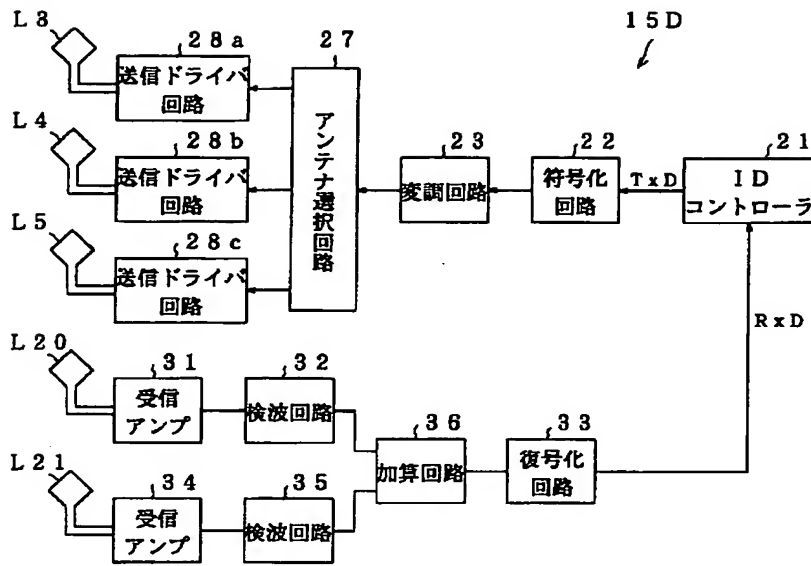 L3
28a
送信ドライバ
回路
27
アンテナ選択回路
15D
L4
28b
送信ドライバ
回路
23
変調回路
22
符号化
回路
TxD
21
ID
コントローラ
L5
28c
送信ドライバ
回路
RxD
L20
31
受信
アンプ
32
検波回路
36
加算回路
33
復号化
回路
L21
34
受信
アンプ
35
検波回路